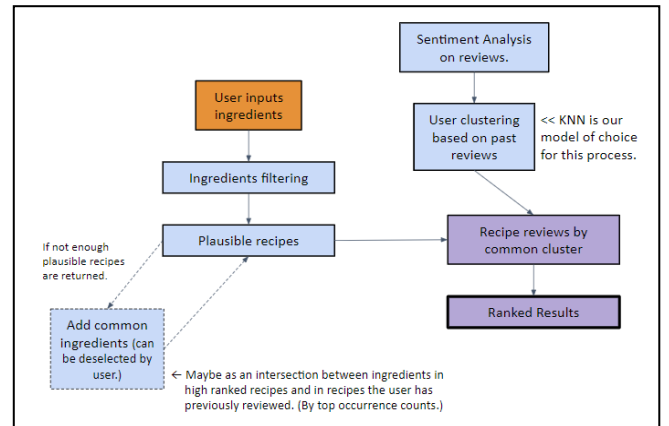 Sentiment Analysis
on reviews.
User inputs
ingredients
User clustering
based on past
reviews
<< KNN is our
model of choice
for this process.
Ingredients filtering
Plausible recipes
Recipe reviews by
common cluster
If not enough
plausible recipes
are returned.
Ranked Results
Add common
ingredients (can
be deselected by
user.)
← Maybe as an intersection between ingredients in
high ranked recipes and in recipes the user has
previously reviewed. (By top occurrence counts.)